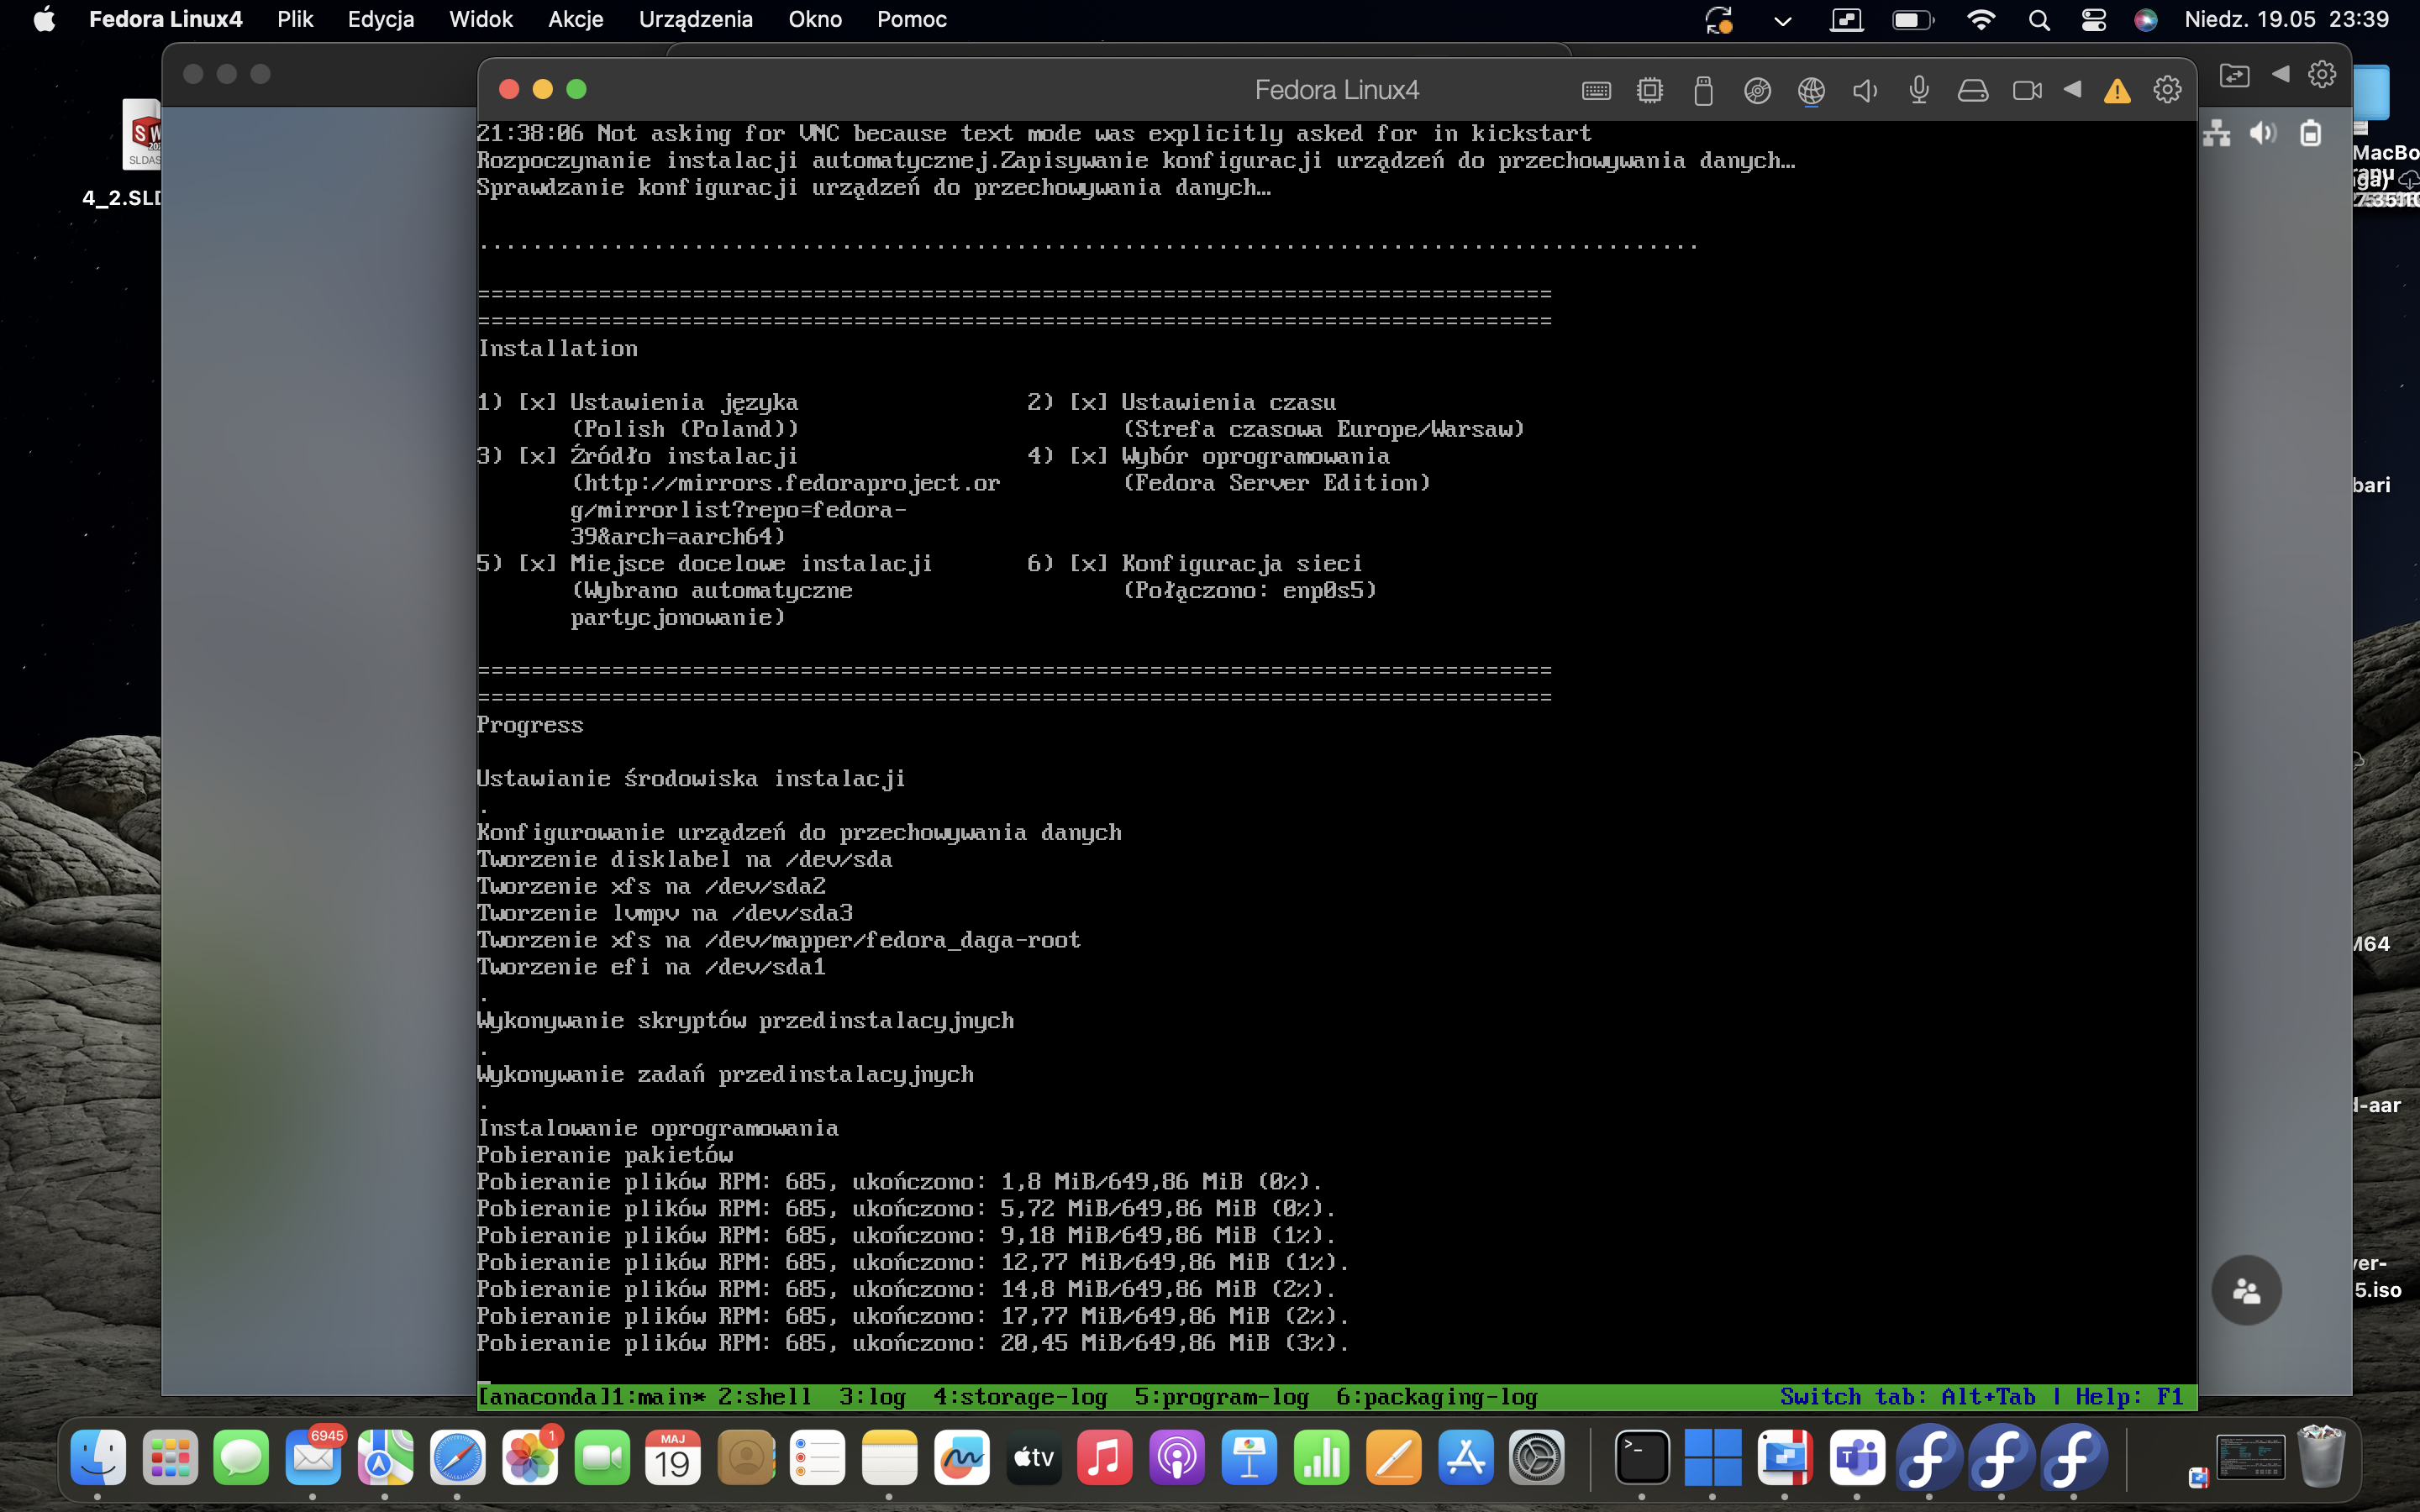 Fedora Linux4 Plik Edycja Widok Akcje Urządzenia Okno Pomoc
Niedz. 19.05 23:39
SLDAS
4_2.SLD
Fedora Linux4
21:38:06 Not asking for VNC because text mode was explicitly asked for in kickstart
Rozpoczynanie instalacji automatycznej.Zapisywanie konfiguracji urządzeń do przechowywania danych…
Sprawdzanie konfiguracji urządzeń do przechowywania danych…
..........................................................................................
================================================================================
================================================================================
Installation
1) [x] Ustawienia języka 2) [x] Ustawienia czasu
(Polish (Poland)) (Strefa czasowa Europe/Warsaw)
3) [x] Źródło instalacji 4) [x] Wybór oprogramowania
(http://mirrors.fedoraproject.or (Fedora Server Edition)
g/mirrorlist?repo=fedora-
39&arch=aarch64)
5) [x] Miejsce docelowe instalacji 6) [x] Konfiguracja sieci
(Wybrano automatyczne (Połączono: enp0s5)
partycjonowanie)
================================================================================
================================================================================
Progress
Ustawianie środowiska instalacji
.
Konfigurowanie urządzeń do przechowywania danych
Tworzenie disklabel na /dev/sda
Tworzenie xfs na /dev/sda2
Tworzenie lvmpv na /dev/sda3
Tworzenie xfs na /dev/mapper/fedora_daga-root
Tworzenie efi na /dev/sda1
.
Wykonywanie skryptów przedinstalacyjnych
.
Wykonywanie zadań przedinstalacyjnych
.
Instalowanie oprogramowania
Pobieranie pakietów
Pobieranie plików RPM: 685, ukończono: 1,8 MiB/649,86 MiB (0%).
Pobieranie plików RPM: 685, ukończono: 5,72 MiB/649,86 MiB (0%).
Pobieranie plików RPM: 685, ukończono: 9,18 MiB/649,86 MiB (1%).
Pobieranie plików RPM: 685, ukończono: 12,77 MiB/649,86 MiB (1%).
Pobieranie plików RPM: 685, ukończono: 14,8 MiB/649,86 MiB (2%).
Pobieranie plików RPM: 685, ukończono: 17,77 MiB/649,86 MiB (2%).
Pobieranie plików RPM: 685, ukończono: 20,45 MiB/649,86 MiB (3%).
[anaconda]1:main* 2:shell 3:log 4:storage-log 5:program-log 6:packaging-log Switch tab: Alt+Tab | Help: F1
MacBo
bari
M64
d-aar
ver-
5.iso
6945
1
MAJ
19
tv